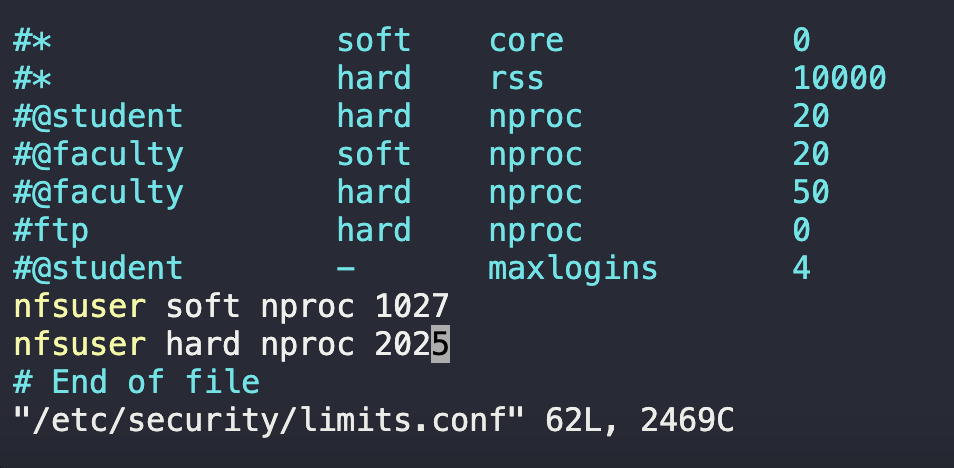 #*               soft    core            0
#*               hard    rss             10000
#@student        hard    nproc           20
#@faculty        soft    nproc           20
#@faculty        hard    nproc           50
#ftp             hard    nproc           0
#@student        -       maxlogins       4
nfsuser soft nproc 1027
nfsuser hard nproc 2025
# End of file
"/etc/security/limits.conf" 62L, 2469C